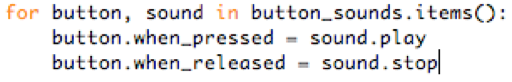 for button, sound in button_sounds.items():
    button.when_pressed = sound.play
    button.when_released = sound.stop